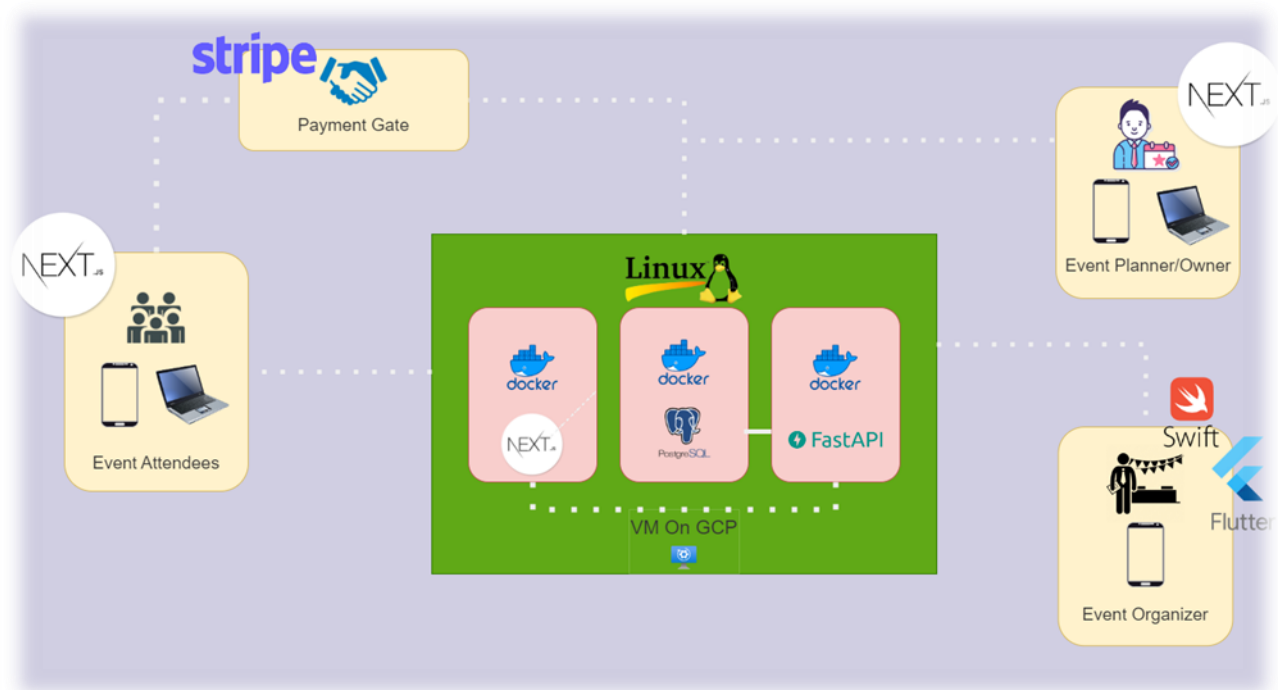 stripe
Payment Gate
NEXT.JS
Event Planner/Owner
NEXT.JS
Event Attendees
Linux
docker
NEXT.JS
docker
PostgreSQL
docker
FastAPI
VM On GCP
Swift
Flutter
Event Organizer